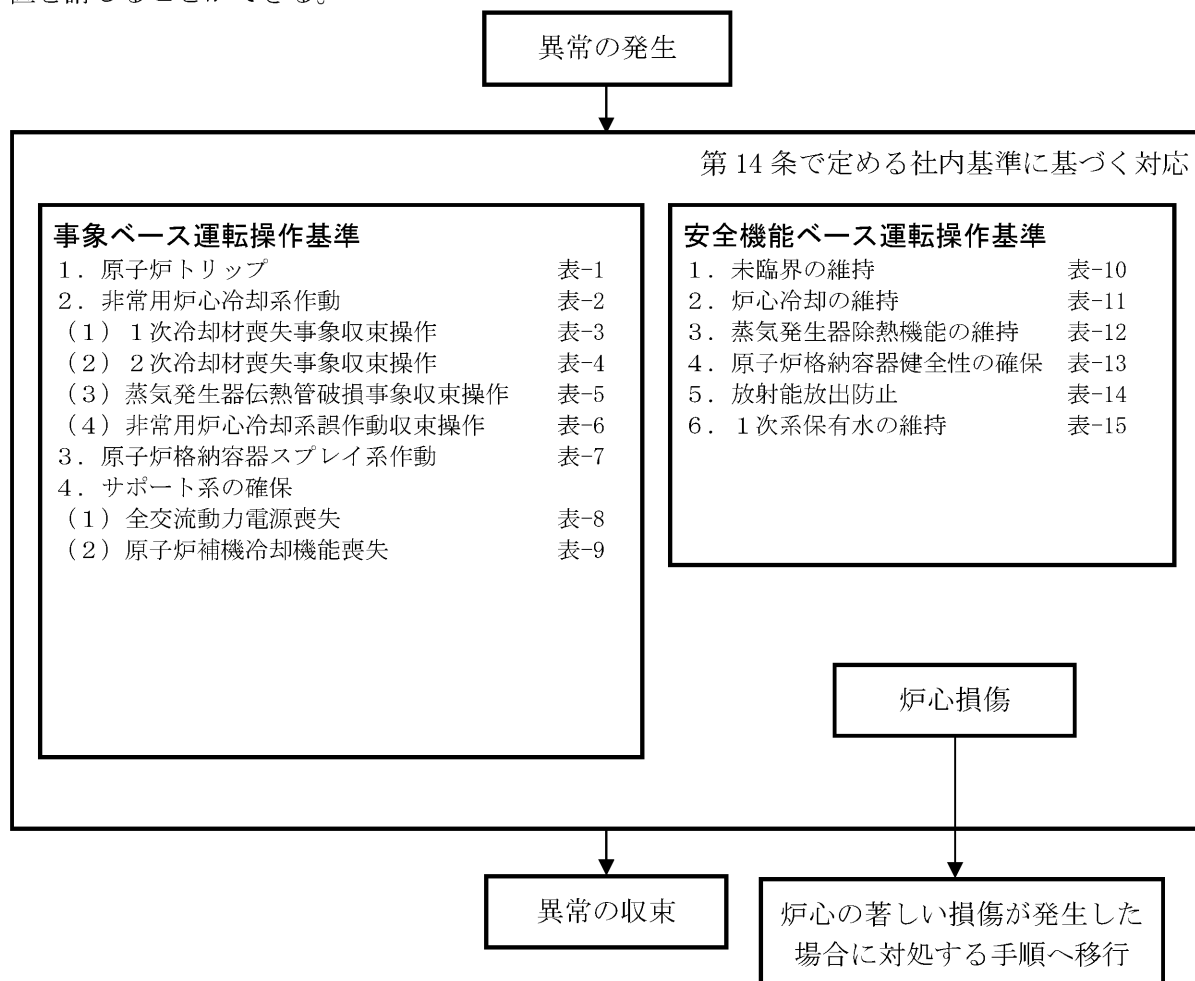 置を講じることができる。
異常の発生
第 14 条で定める社内基準に基づく対応
事象ベース運転操作基準
1．原子炉トリップ 表-1
2．非常用炉心冷却系作動 表-2
（1）1次冷却材喪失事象収束操作 表-3
（2）2次冷却材喪失事象収束操作 表-4
（3）蒸気発生器伝熱管破損事象収束操作 表-5
（4）非常用炉心冷却系誤作動収束操作 表-6
3．原子炉格納容器スプレイ系作動 表-7
4．サポート系の確保
（1）全交流動力電源喪失 表-8
（2）原子炉補機冷却機能喪失 表-9
安全機能ベース運転操作基準
1．未臨界の維持 表-10
2．炉心冷却の維持 表-11
3．蒸気発生器除熱機能の維持 表-12
4．原子炉格納容器健全性の確保 表-13
5．放射能放出防止 表-14
6．1次系保有水の維持 表-15
炉心損傷
異常の収束
炉心の著しい損傷が発生した
場合に対処する手順へ移行